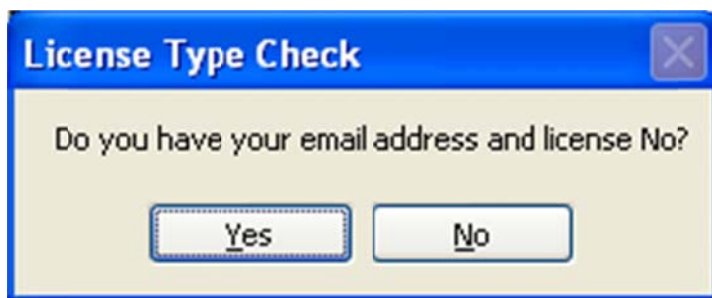 License Type Check
Do you have your email address and license No?
Yes
No